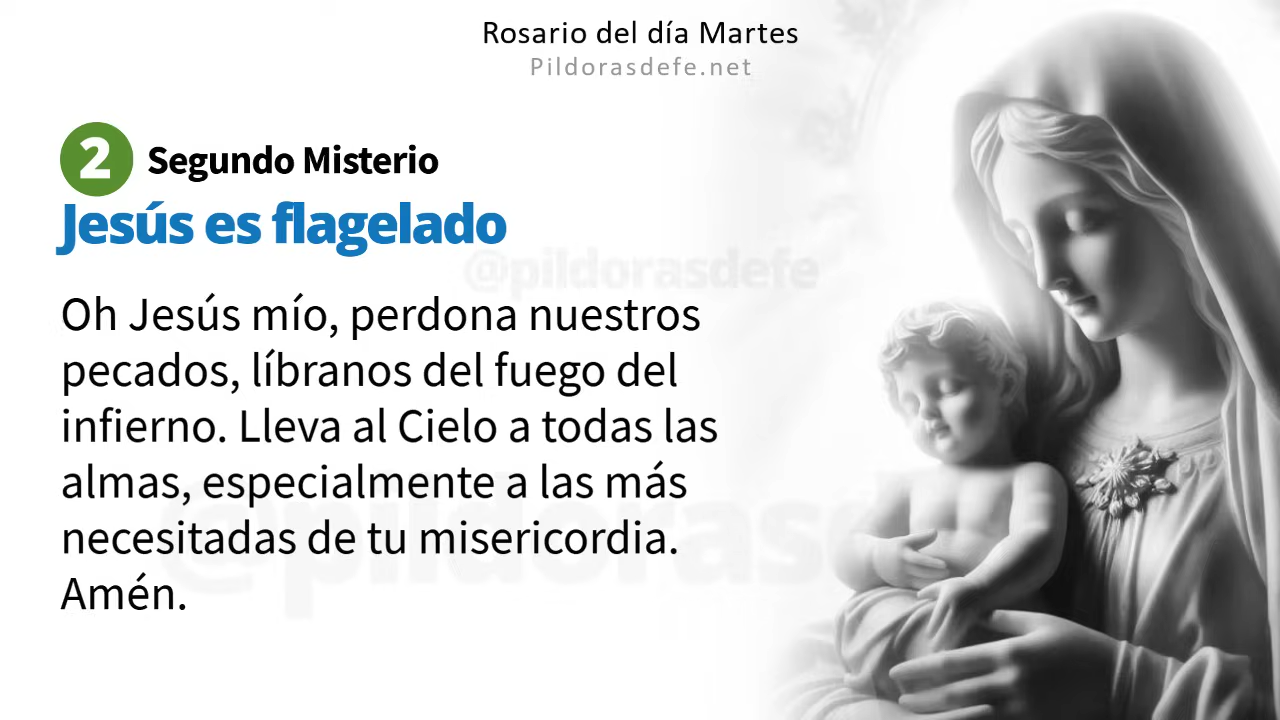 Rosario del día Martes
Pildorasdefe.net
2 Segundo Misterio
Jesús es flagelado
@pildorasdefe
Oh Jesús mío, perdona nuestros
pecados, líbranos del fuego del
infierno. Lleva al Cielo a todas las
almas, especialmente a las más
necesitadas de tu misericordia.
Amén.